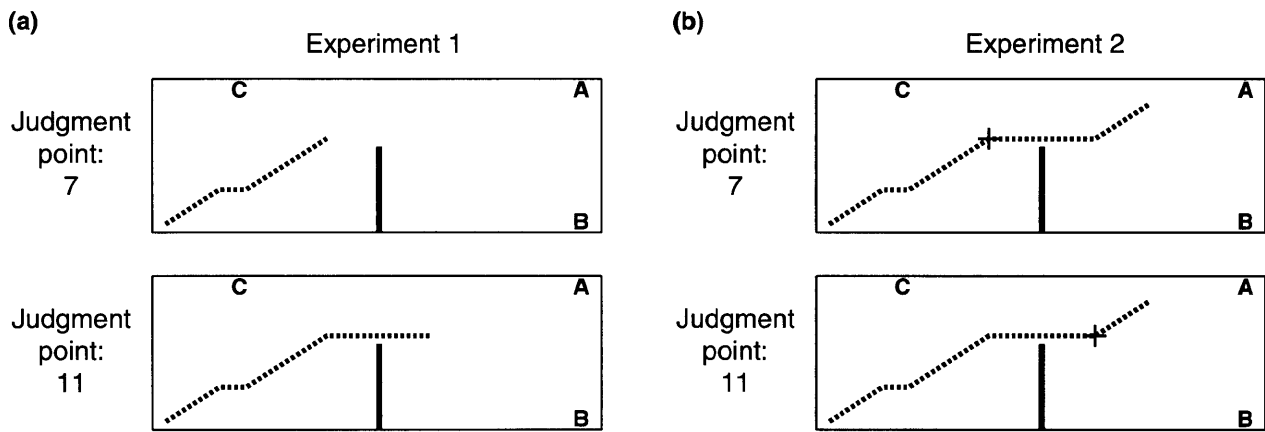 (a)
Experiment 1
Judgment
point:
7
C
A
B
Judgment
point:
11
C
A
B
(b)
Experiment 2
Judgment
point:
7
C
A
B
Judgment
point:
11
C
A
B